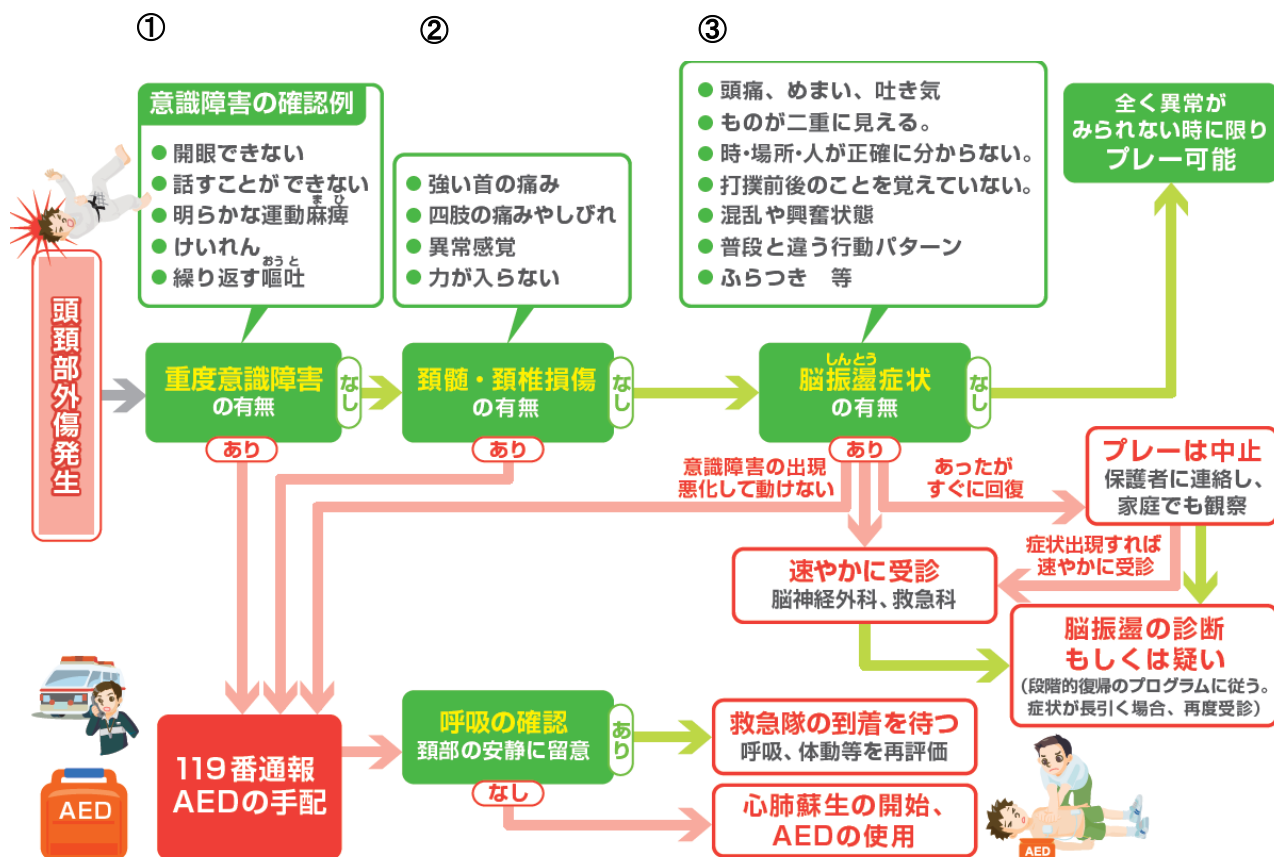 ①
②
③
意識障害の確認例
● 開眼できない
● 話すことができない
● 明らかな運動麻痺
まひ
● けいれん
● 繰り返す嘔吐
おうと
● 強い首の痛み
● 四肢の痛みやしびれ
● 異常感覚
● 力が入らない
● 頭痛、めまい、吐き気
● ものが二重に見える。
● 時・場所・人が正確に分からない。
● 打撲前後のことを覚えていない。
● 混乱や興奮状態
● 普段と違う行動パターン
● ふらつき 等
全く異常が
みられない時に限り
プレー可能
頭頚部外傷発生
重度意識障害
の有無
なし
あり
頚髄・頚椎損傷
の有無
なし
あり
しんとう
脳振盪症状
の有無
なし
あり
意識障害の出現
悪化して動けない
あったが
すぐに回復
プレーは中止
保護者に連絡し、
家庭でも観察
症状出現すれば
速やかに受診
速やかに受診
脳神経外科、救急科
脳振盪の診断
もしくは疑い
(段階的復帰のプログラムに従う。
症状が長引く場合、再度受診)
119番通報
AEDの手配
呼吸の確認
頚部の安静に留意
あり
なし
救急隊の到着を待つ
呼吸、体動等を再評価
心肺蘇生の開始、
AEDの使用
AED
AED